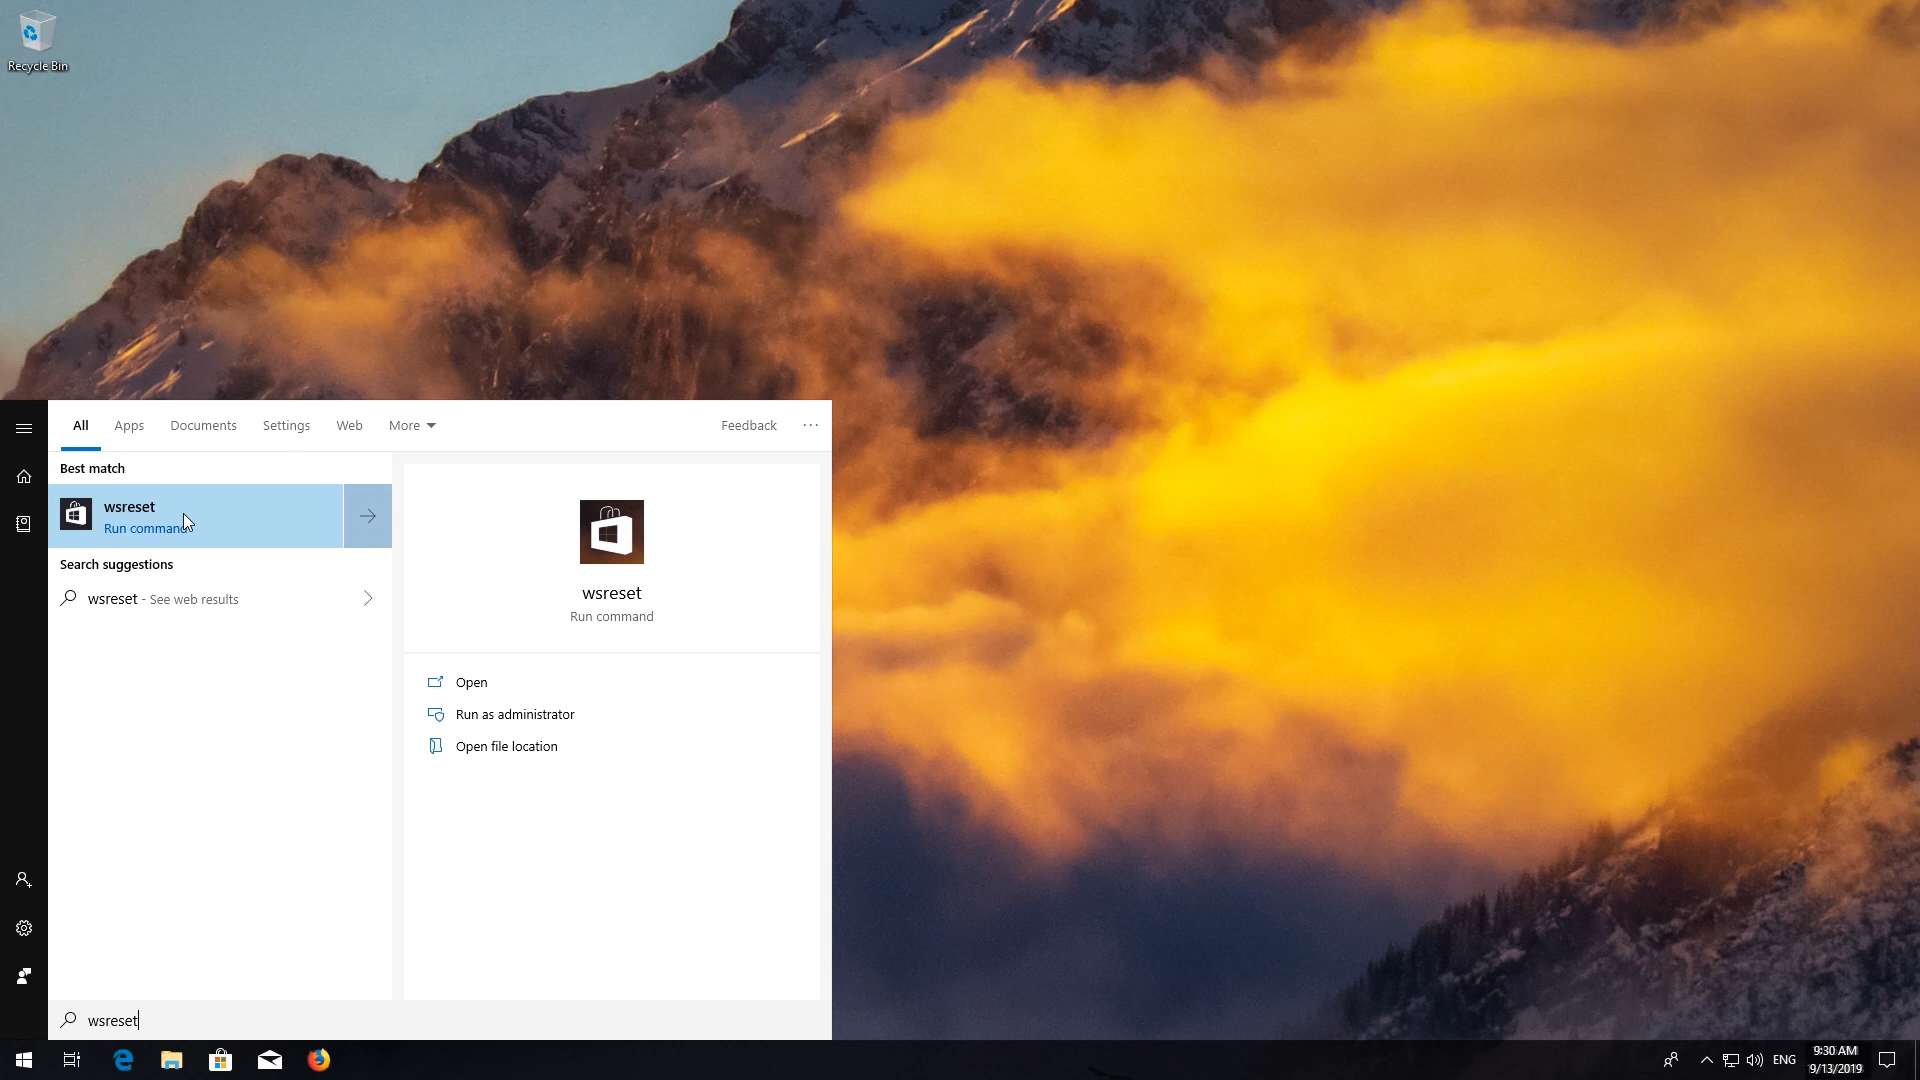 Recycle Bin
All Apps Documents Settings Web More Feedback ···
Best match
wsreset
Run command
Search suggestions
wsreset - See web results
wsreset
Run command
Open
Run as administrator
Open file location
wsreset
ENG
9:30 AM
9/13/2019